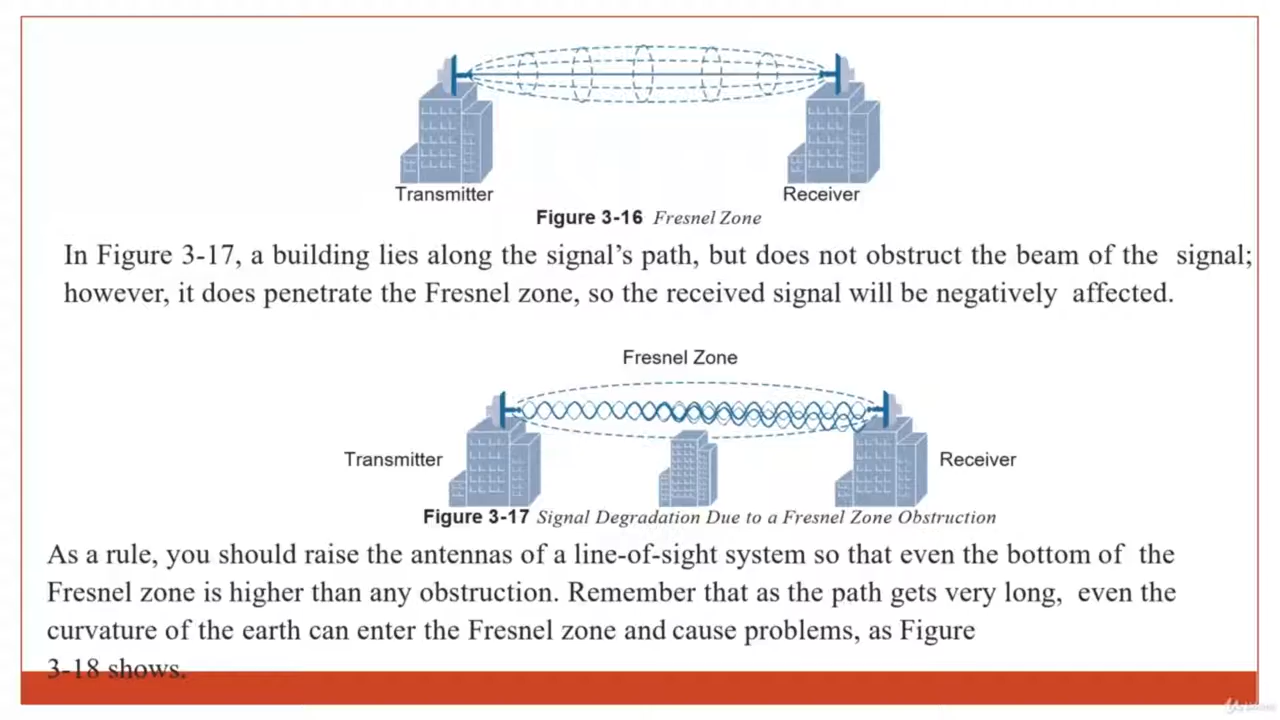 Transmitter
Receiver
Figure 3-16 Fresnel Zone
In Figure 3-17, a building lies along the signal's path, but does not obstruct the beam of the signal;
however, it does penetrate the Fresnel zone, so the received signal will be negatively affected.
Fresnel Zone
Transmitter
Receiver
Figure 3-17 Signal Degradation Due to a Fresnel Zone Obstruction
As a rule, you should raise the antennas of a line-of-sight system so that even the bottom of the
Fresnel zone is higher than any obstruction. Remember that as the path gets very long, even the
curvature of the earth can enter the Fresnel zone and cause problems, as Figure
3-18 shows.